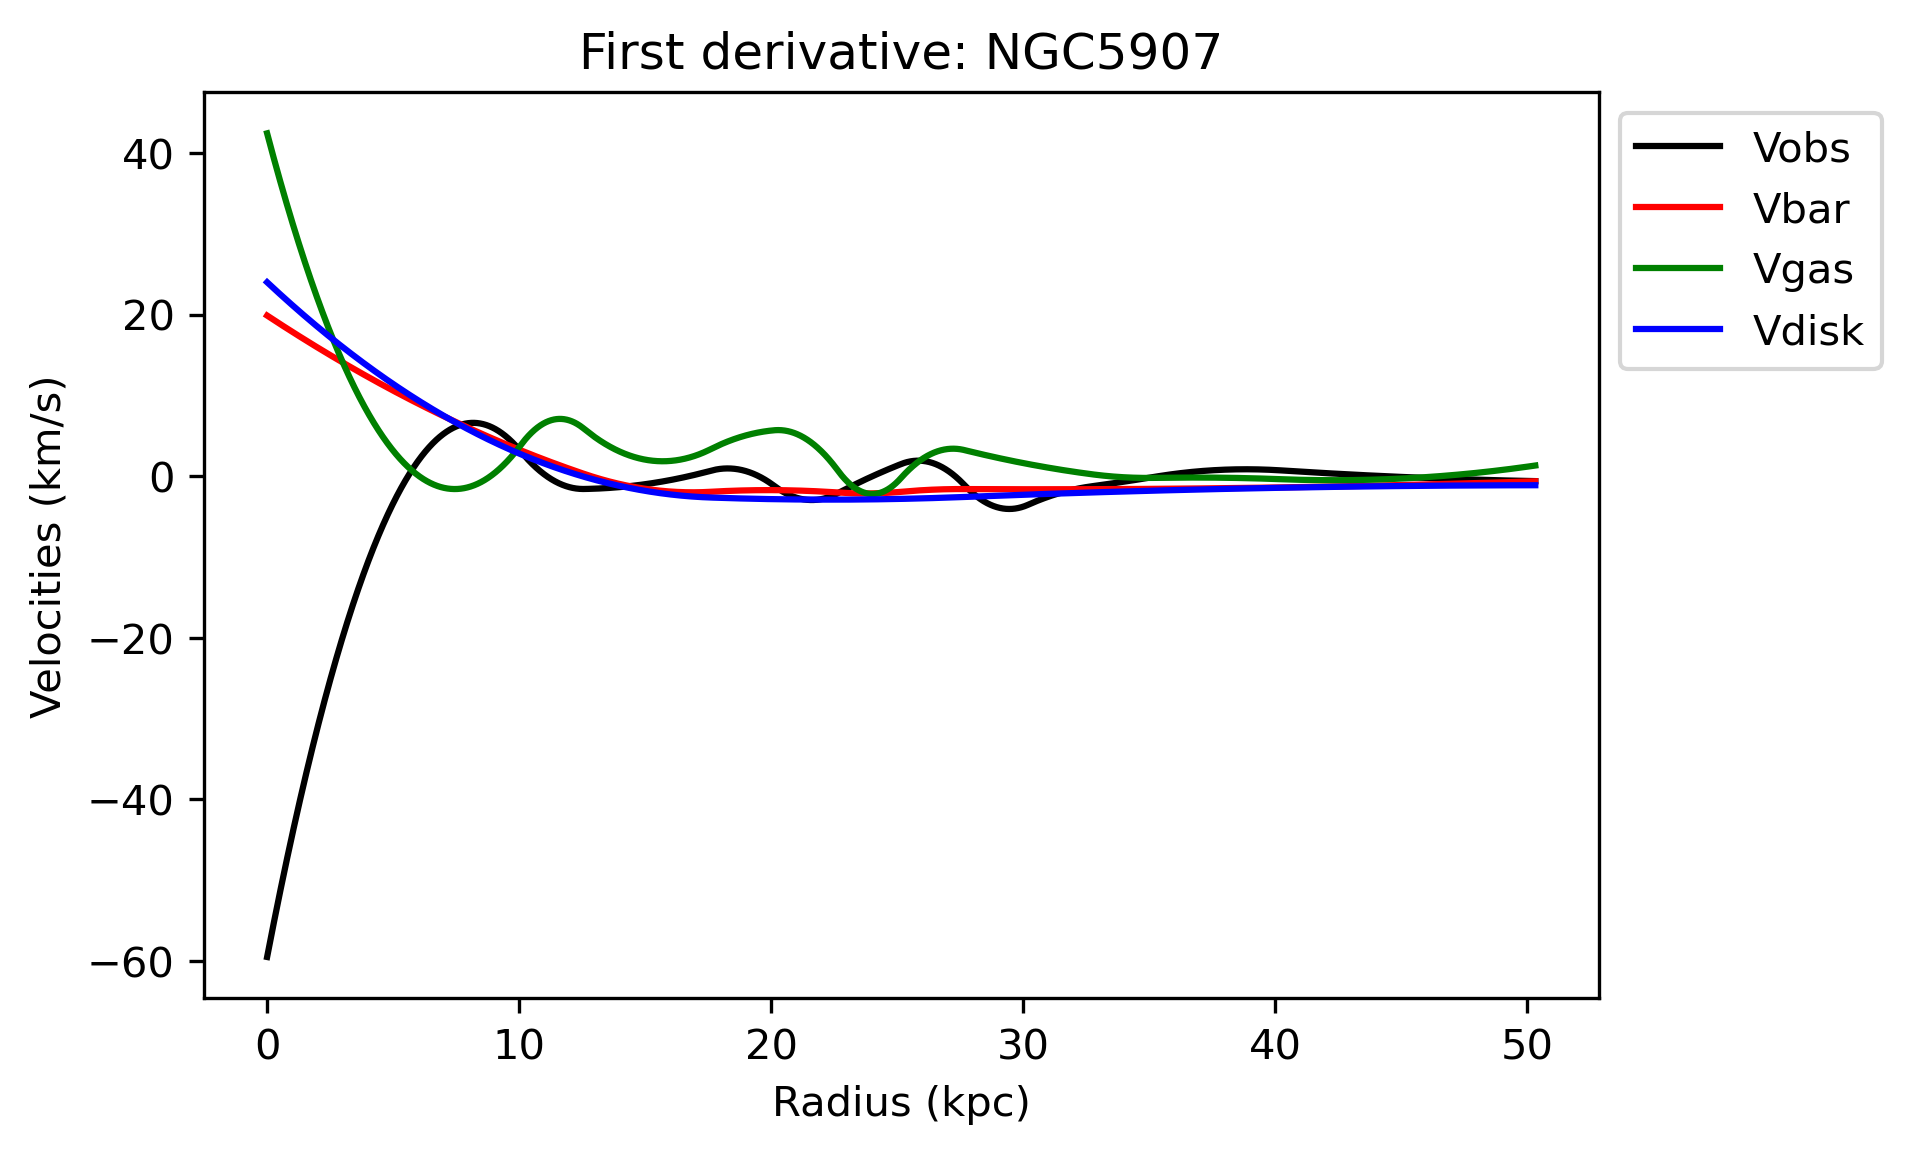 First derivative: NGC5907
Velocities (km/s)
40
20
0
−20
−40
−60
0 10 20 30 40 50
Radius (kpc)
Vobs
Vbar
Vgas
Vdisk